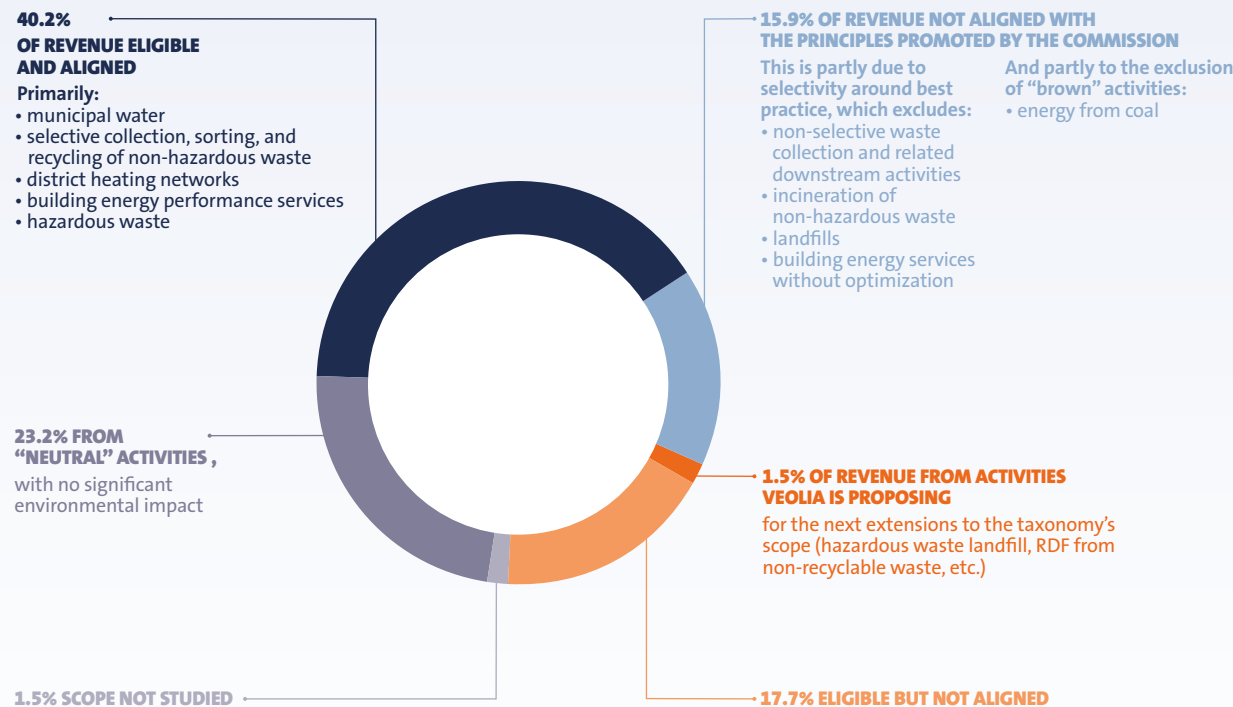 40.2%
OF REVENUE ELIGIBLE
AND ALIGNED
Primarily:
• municipal water
• selective collection, sorting, and
recycling of non-hazardous waste
• district heating networks
• building energy performance services
• hazardous waste
15.9% OF REVENUE NOT ALIGNED WITH
THE PRINCIPLES PROMOTED BY THE COMMISSION
This is partly due to
selectivity around best
practice, which excludes:
• non-selective waste
collection and related
downstream activities
• incineration of
non-hazardous waste
• landfills
• building energy services
without optimization
And partly to the exclusion
of “brown” activities:
• energy from coal
23.2% FROM
“NEUTRAL” ACTIVITIES ,
with no significant
environmental impact
1.5% OF REVENUE FROM ACTIVITIES
VEOLIA IS PROPOSING
for the next extensions to the taxonomy’s
scope (hazardous waste landfill, RDF from
non-recyclable waste, etc.)
1.5% SCOPE NOT STUDIED
17.7% ELIGIBLE BUT NOT ALIGNED